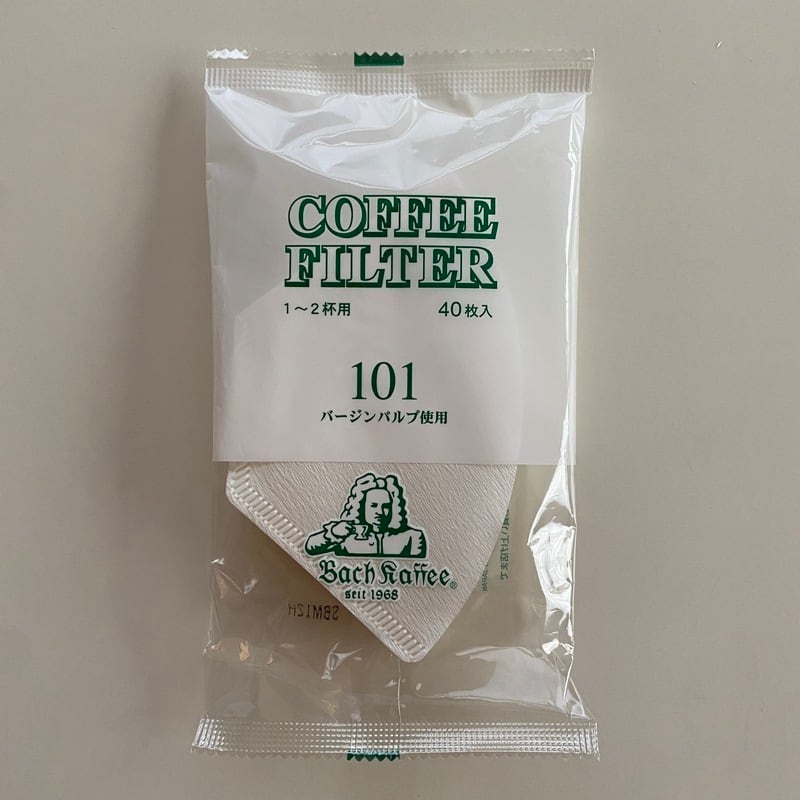 COFFEE
FILTER
1〜2杯用 40枚入
101
バージンパルプ使用
Bach Kaffee®
seit 1968
SBM12H